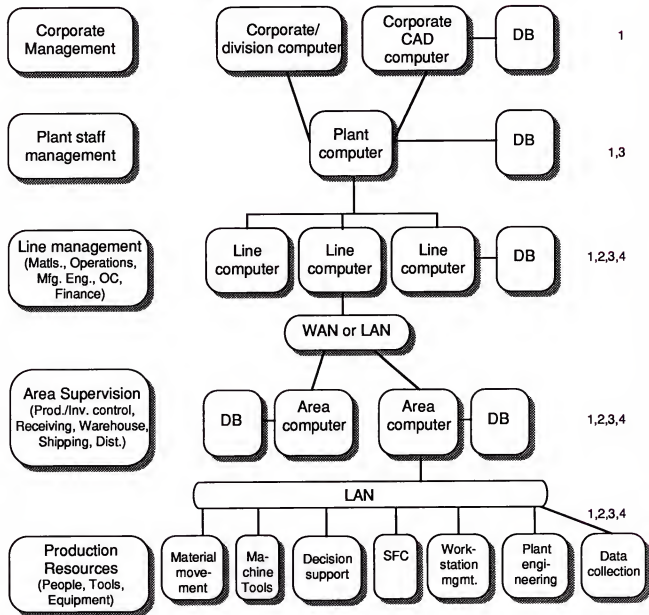 Corporate
Management
Corporate/
division computer
Corporate
CAD
computer
DB
1
Plant staff
management
Plant
computer
DB
1,3
Line management
(Matls., Operations,
Mfg. Eng., OC,
Finance)
Line
computer
Line
computer
Line
computer
DB
1,2,3,4
WAN or LAN
Area Supervision
(Prod./Inv. control,
Receiving, Warehouse,
Shipping, Dist.)
DB
Area
computer
Area
computer
DB
1,2,3,4
LAN
1,2,3,4
Production
Resources
(People, Tools,
Equipment)
Material
move-
ment
Ma-
chine
Tools
Decision
support
SFC
Work-
station
mgmt.
Plant
engi-
neering
Data
collection